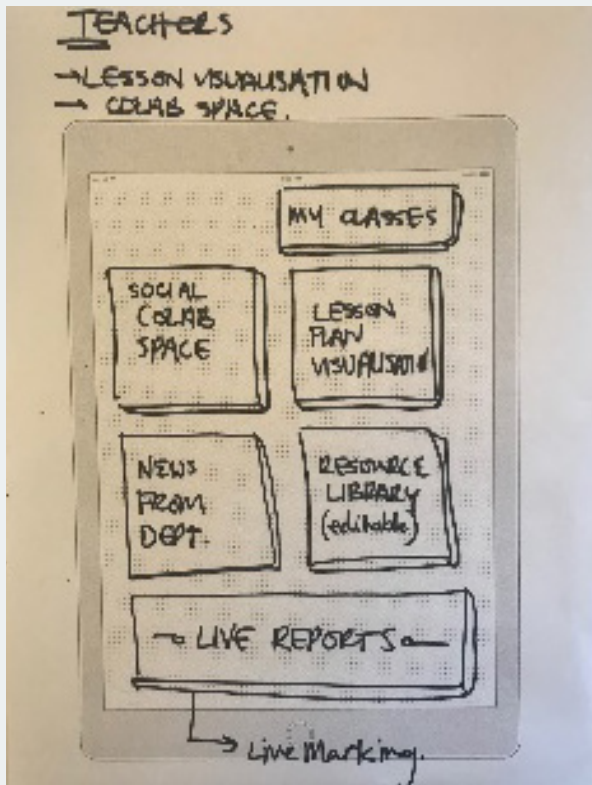 TEACHERS
→ LESSON VISUALISATION
→ COLAB SPACE.
MY CLASSES
SOCIAL
COLAB
SPACE
LESSON
PLAN
VISUALISATION
NEWS
FROM
DEPT.
RESOURCE
LIBRARY
(editable)
LIVE REPORTS
→ Live Marking.